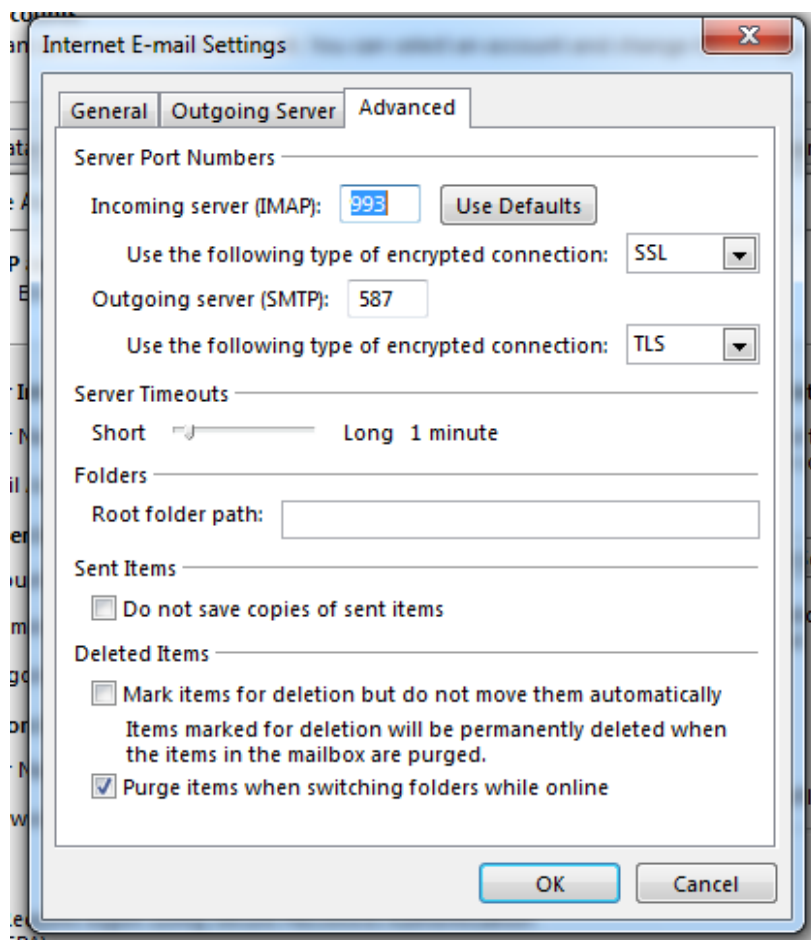 Internet E-mail Settings
General Outgoing Server Advanced
Server Port Numbers
Incoming server (IMAP): 993 Use Defaults
Use the following type of encrypted connection: SSL
Outgoing server (SMTP): 587
Use the following type of encrypted connection: TLS
Server Timeouts
Short Long 1 minute
Folders
Root folder path:
Sent Items
Do not save copies of sent items
Deleted Items
Mark items for deletion but do not move them automatically
Items marked for deletion will be permanently deleted when
the items in the mailbox are purged.
Purge items when switching folders while online
OK Cancel